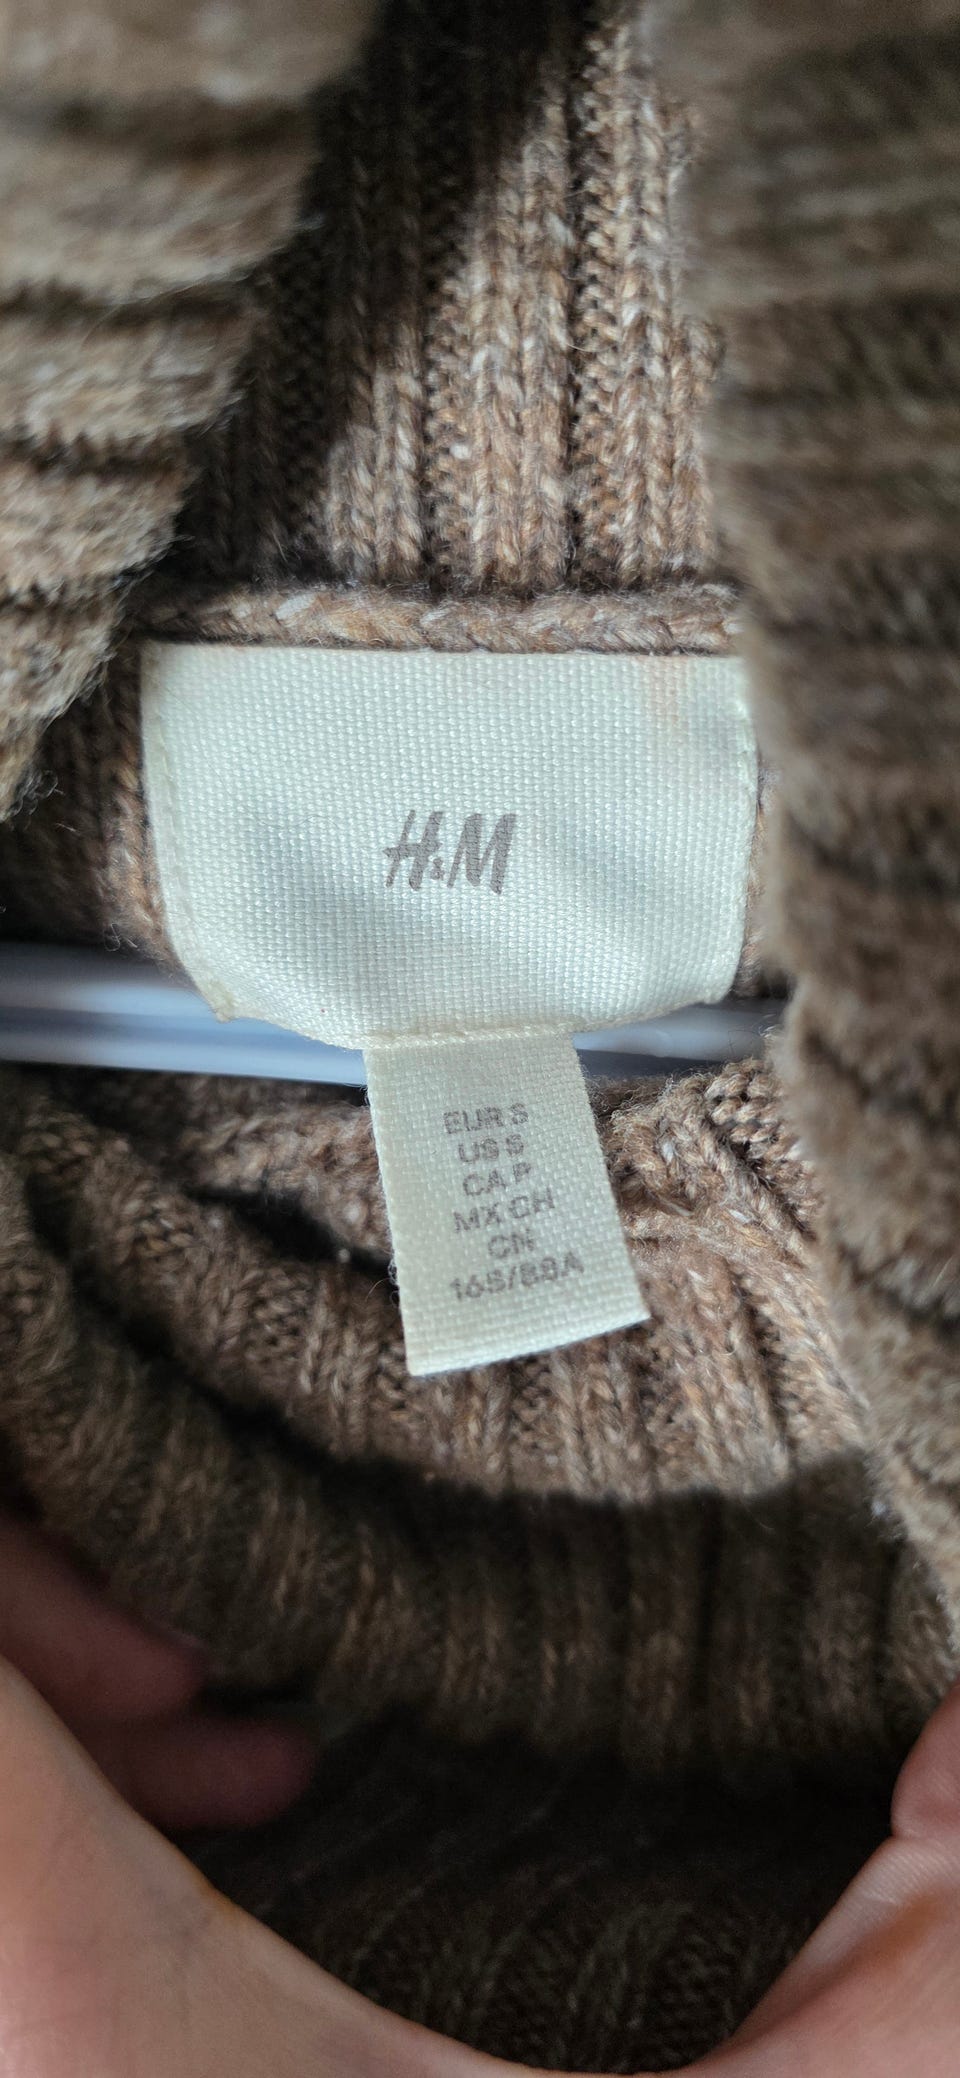 H&M
EUR S
US S
CA P
MX CH
CN
165/88A